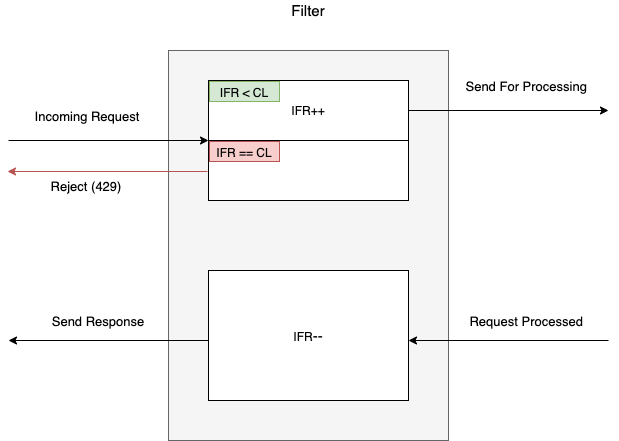 Filter
IFR < CL
Send For Processing
IFR++
Incoming Request
IFR == CL
Reject (429)
Send Response
Request Processed
IFR--